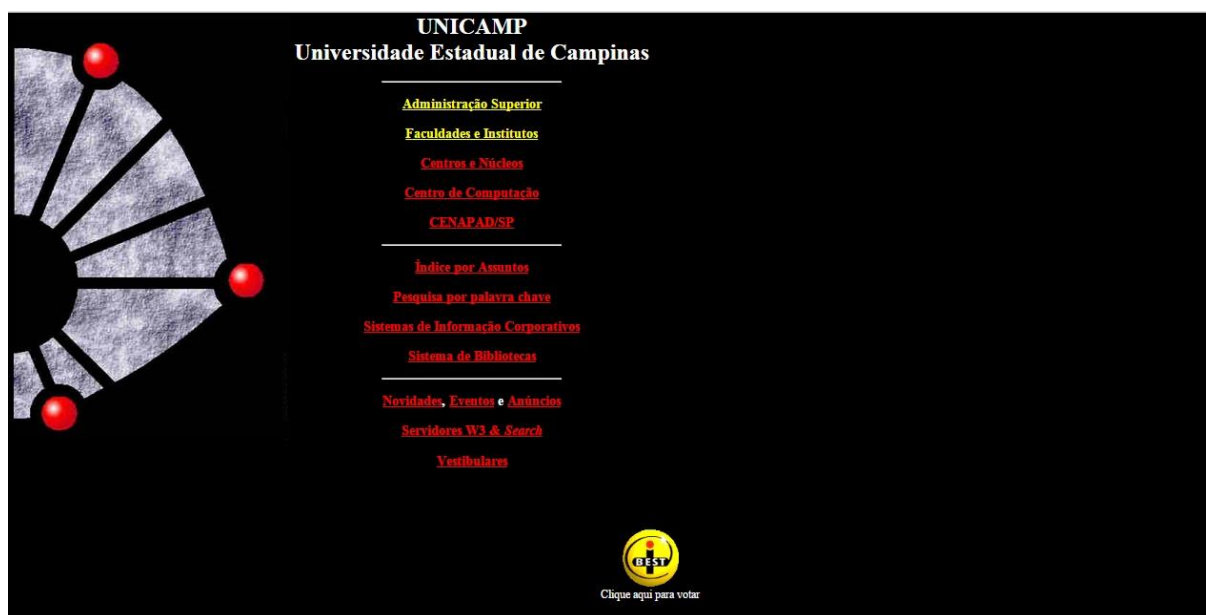 UNICAMP
Universidade Estadual de Campinas
Administração Superior
Faculdades e Institutos
Centros e Núcleos
Centro de Computação
CENAPAD/SP
Índice por Assuntos
Pesquisa por palavra chave
Sistemas de Informação Corporativos
Sistema de Bibliotecas
Novidades, Eventos e Anúncios
Servidores W3 & Search
Vestibulares
i BEST
Clique aqui para votar